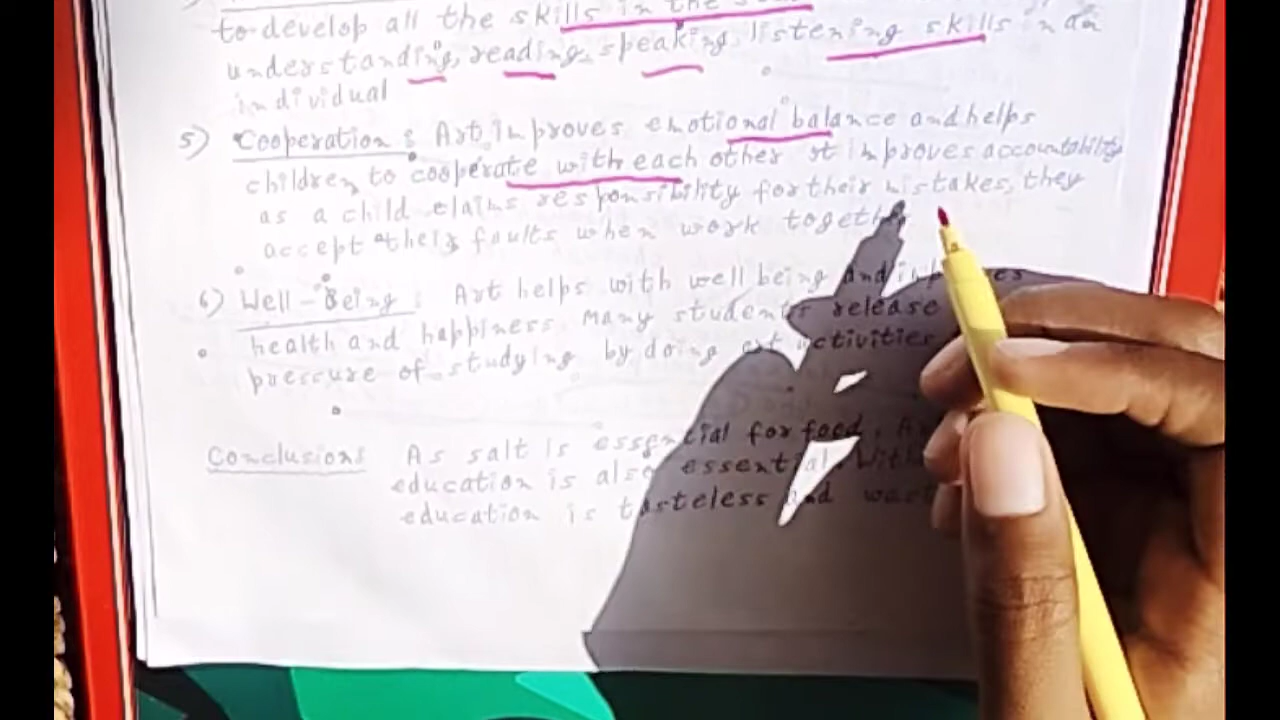 to develop all the skills in the
understanding, reading, speaking, listening skills in an
individual
5) Cooperation : Art improves emotional balance and helps
children to cooperate with each other It improves accountability
as a child claims responsibility for their mistakes, they
accept their faults when work together
6) Well-Being : Art helps with well being and improves
health and happiness. Many students release
pressure of studying by doing art activities
Conclusions As salt is essential for food, Art
education is also essential. With
education is tasteless and